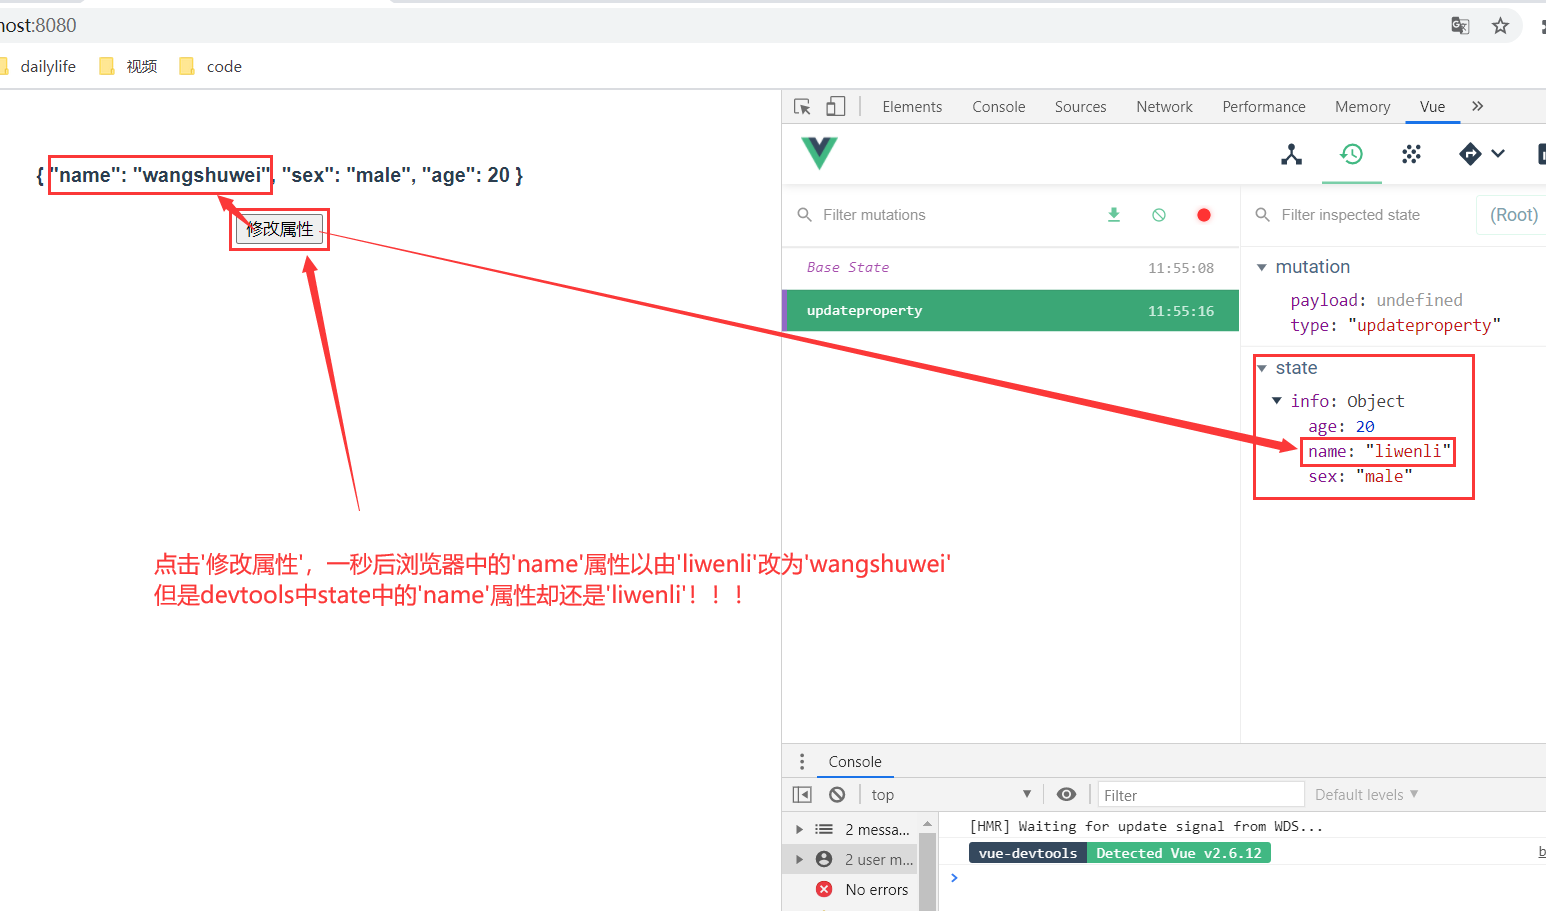 host:8080
dailylife 视频 code
Elements Console Sources Network Performance Memory Vue »
{ "name": "wangshuwei", "sex": "male", "age": 20 }
修改属性
Filter mutations
Filter inspected state
(Root)
Base State 11:55:08
updateproperty 11:55:16
mutation
payload: undefined
type: "updateproperty"
state
info: Object
age: 20
name: "liwenli"
sex: "male"
点击'修改属性'，一秒后浏览器中的'name'属性以由'liwenli'改为'wangshuwei'
但是devtools中state中的'name'属性却还是'liwenli'！！！
Console
top
Filter
Default levels
2 messa...
2 user m...
No errors
[HMR] Waiting for update signal from WDS...
vue-devtools Detected Vue v2.6.12
b